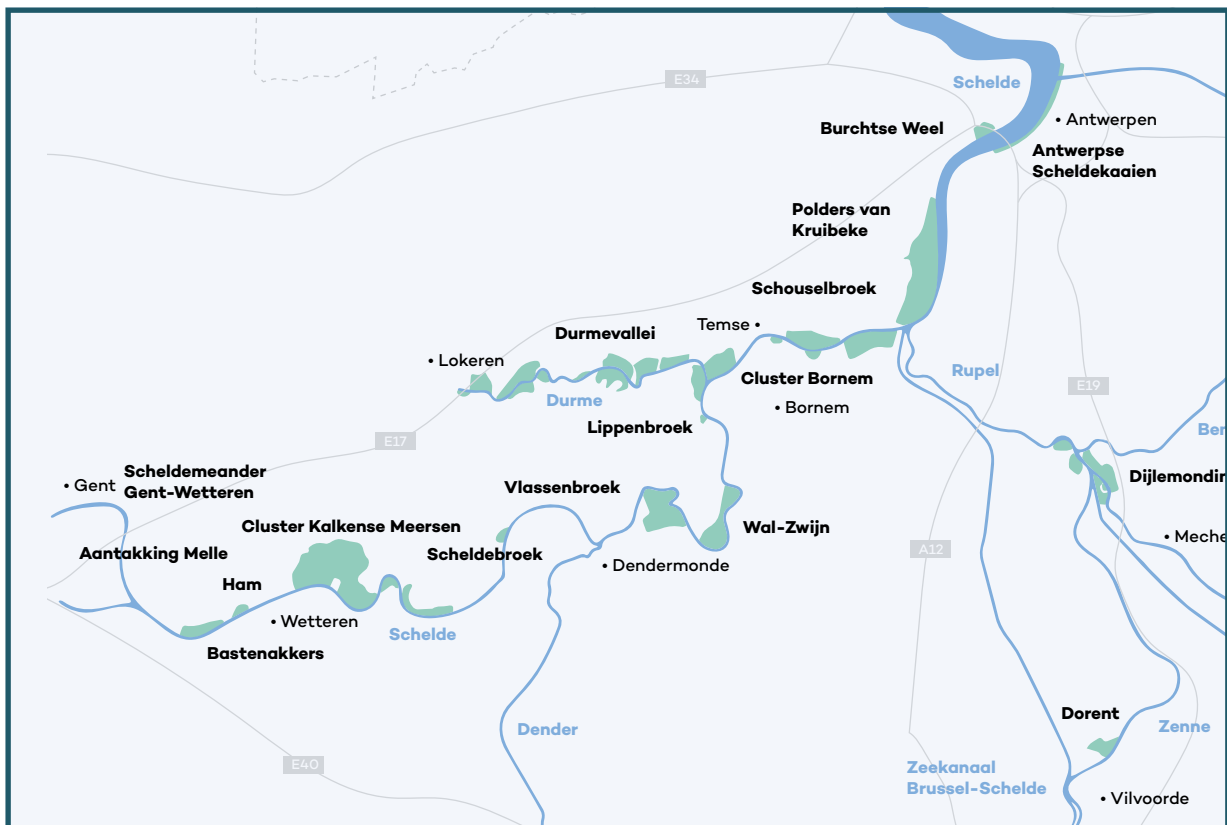 E34
Schelde
Burchtse Weel
• Antwerpen
Antwerpse
Scheldekaaien
Polders van
Kruibeke
Schouselbroek
Temse •
Durmevallei
• Lokeren
Rupel
Cluster Bornem
E19
Durme
• Bornem
Lippenbroek
Ber
E17
Scheldemeander
Gent-Wetteren
• Gent
Dijlemondin
Vlassenbroek
Cluster Kalkense Meersen
Wal-Zwijn
• Meche
Aantakking Melle
Scheldebroek
A12
• Dendermonde
Ham
• Wetteren
Schelde
Bastenakkers
Dorent
Dender
Zenne
E40
Zeekanaal
Brussel-Schelde
• Vilvoorde